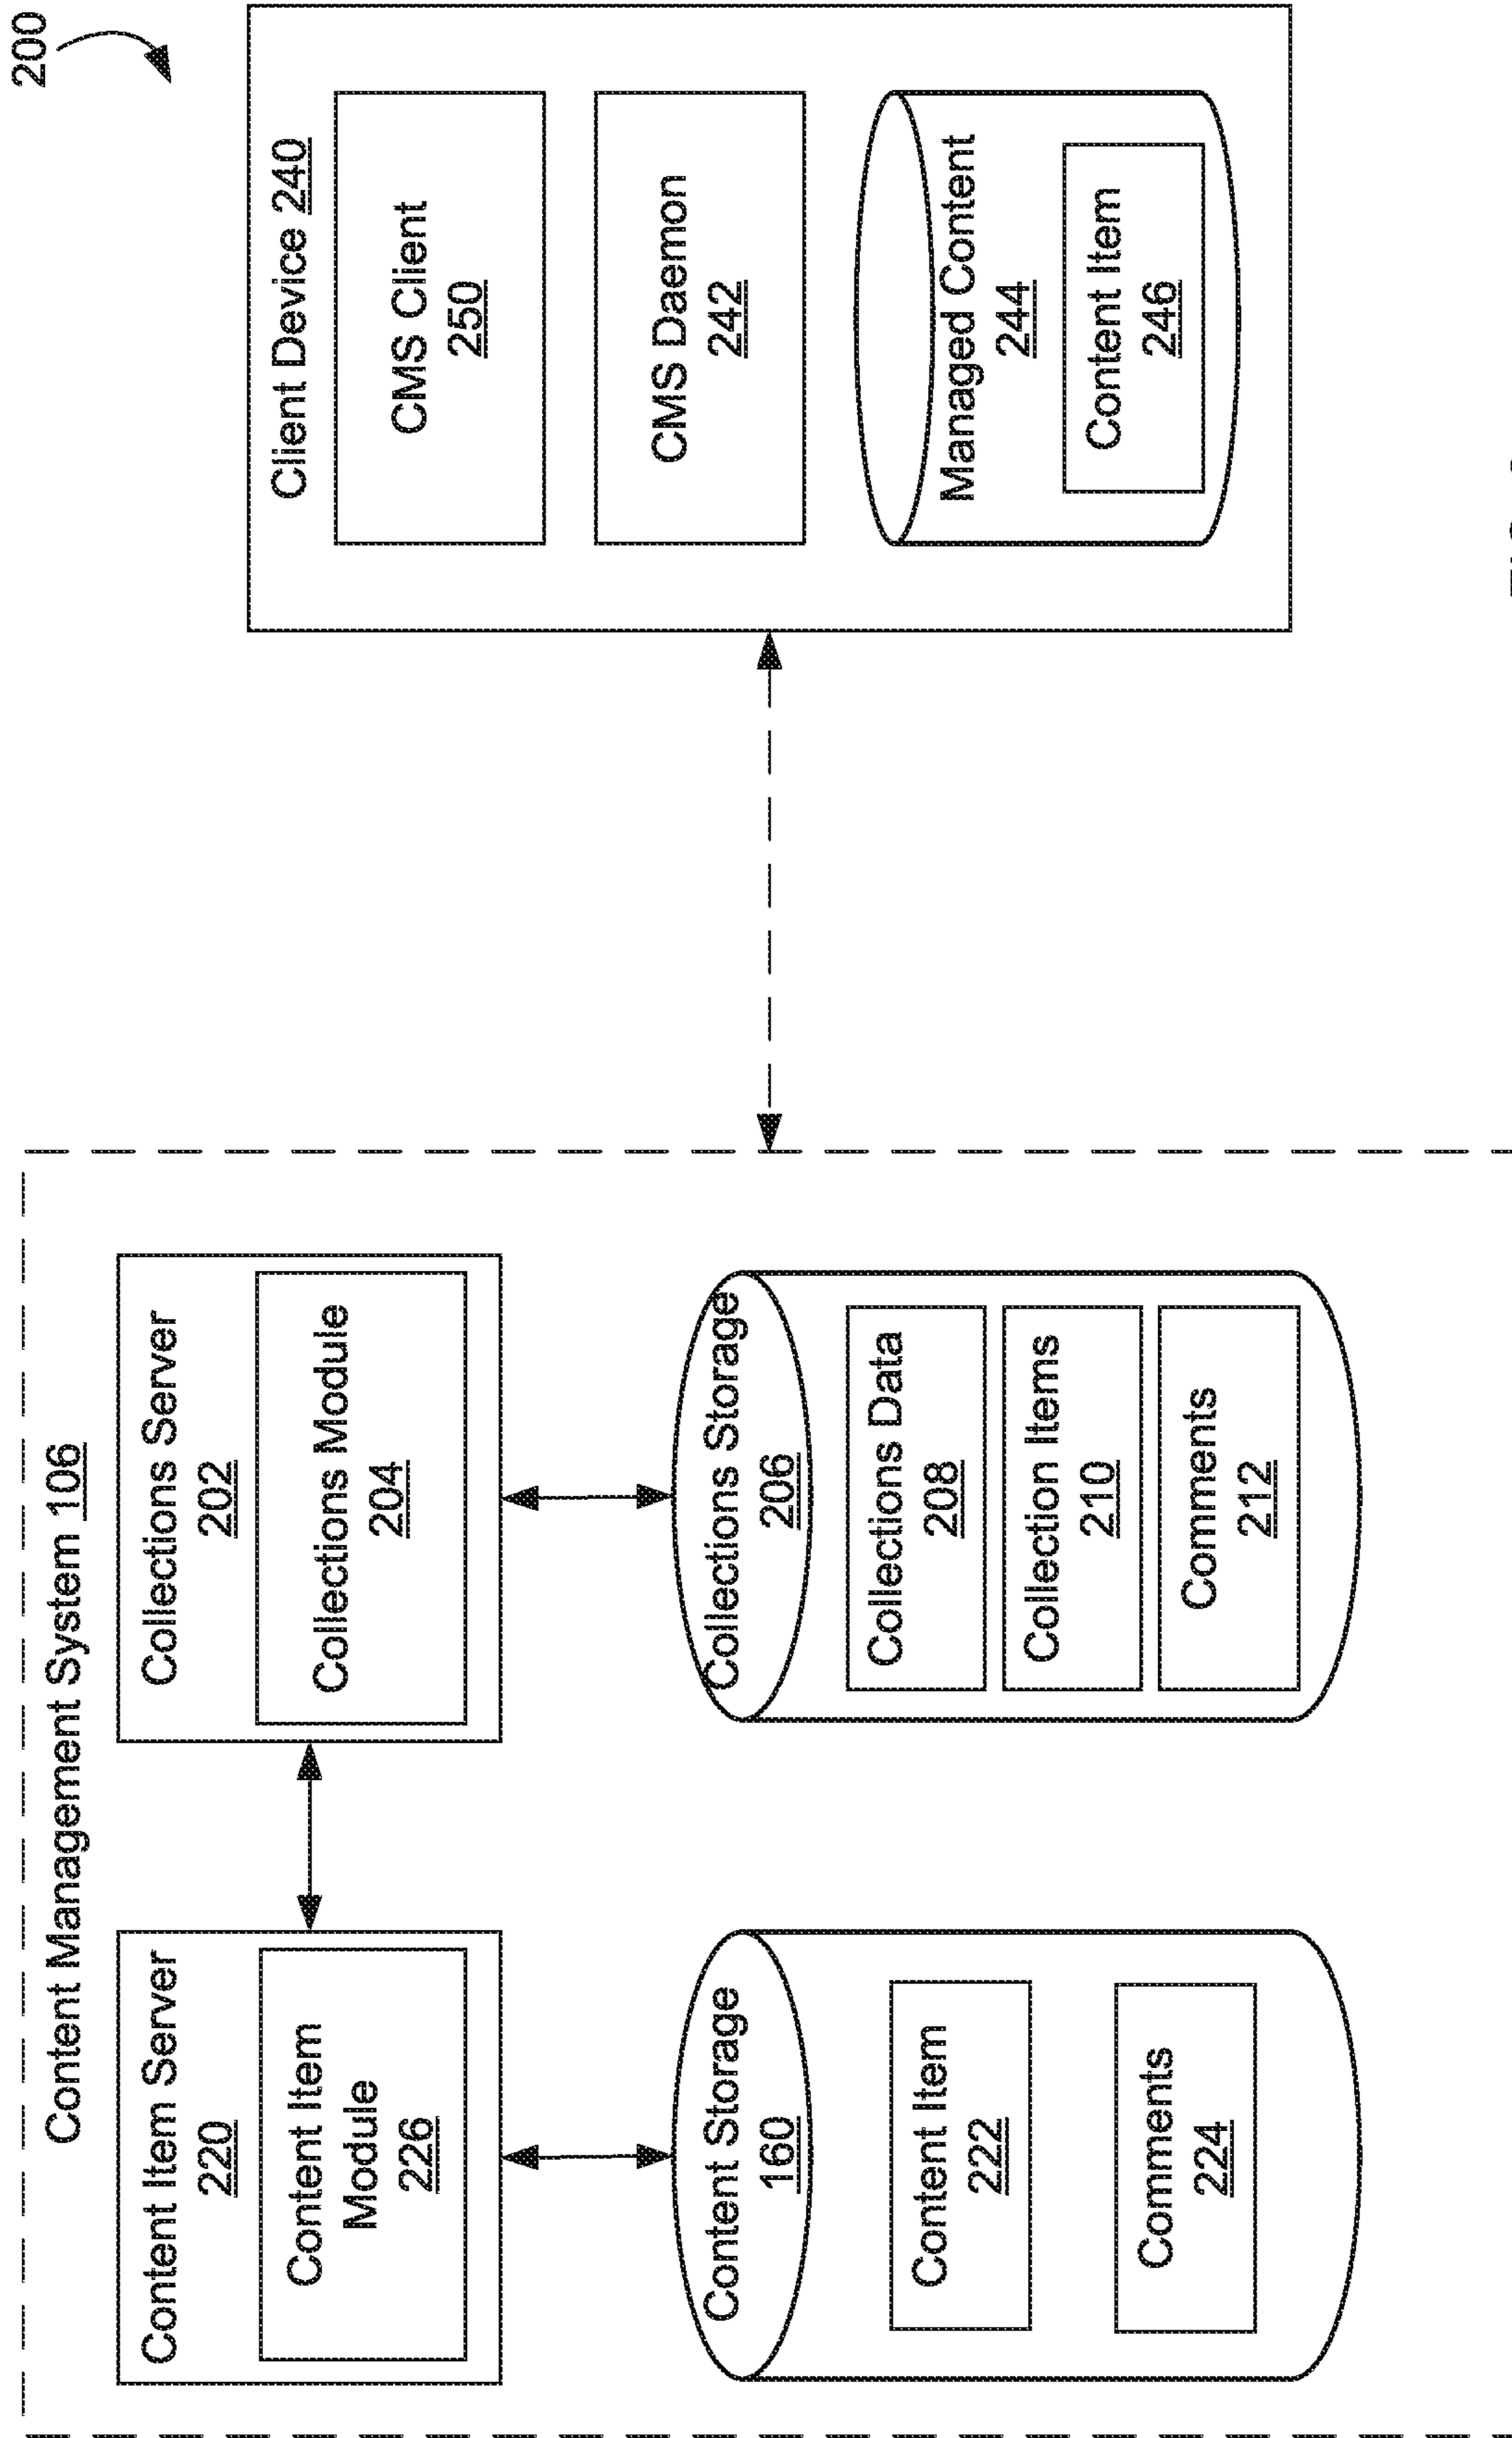 200
Content Management System 106
Content Item Server
220
Content Item
Module
226
Collections Server
202
Collections Module
204
Content Storage
160
Content Item
222
Comments
224
Collections Storage
206
Collections Data
208
Collection Items
210
Comments
212
Client Device 240
CMS Client
250
CMS Daemon
242
Managed Content
244
Content Item
246